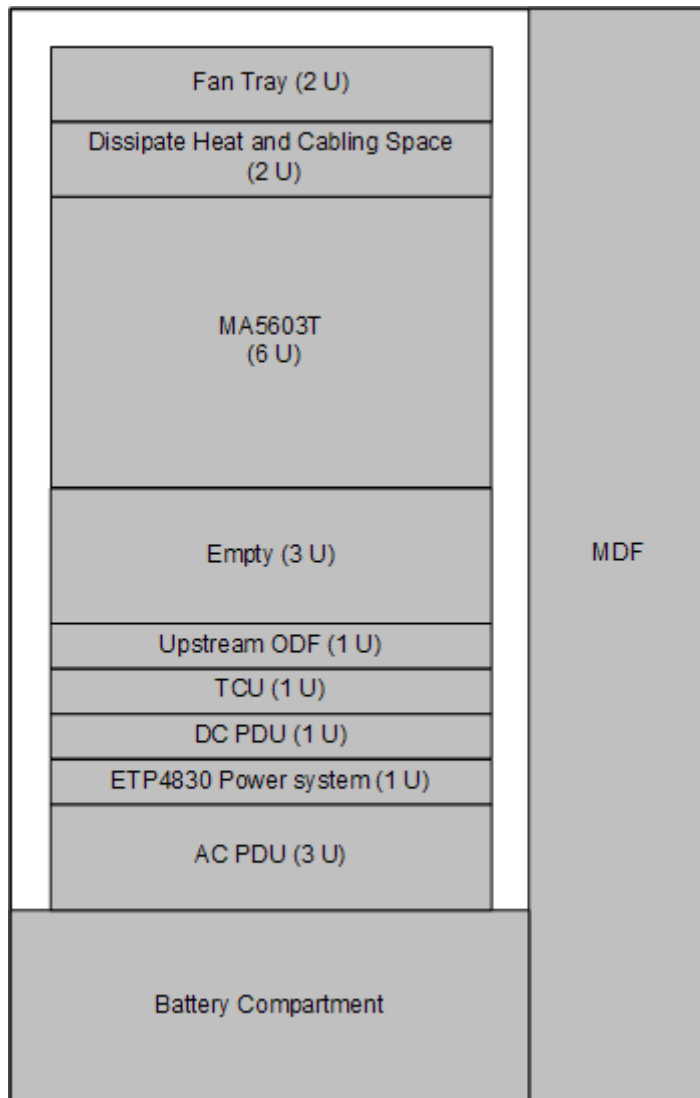 Fan Tray (2 U)
Dissipate Heat and Cabling Space
(2 U)
MA5603T
(6 U)
Empty (3 U)
MDF
Upstream ODF (1 U)
TCU (1 U)
DC PDU (1 U)
ETP4830 Power system (1 U)
AC PDU (3 U)
Battery Compartment